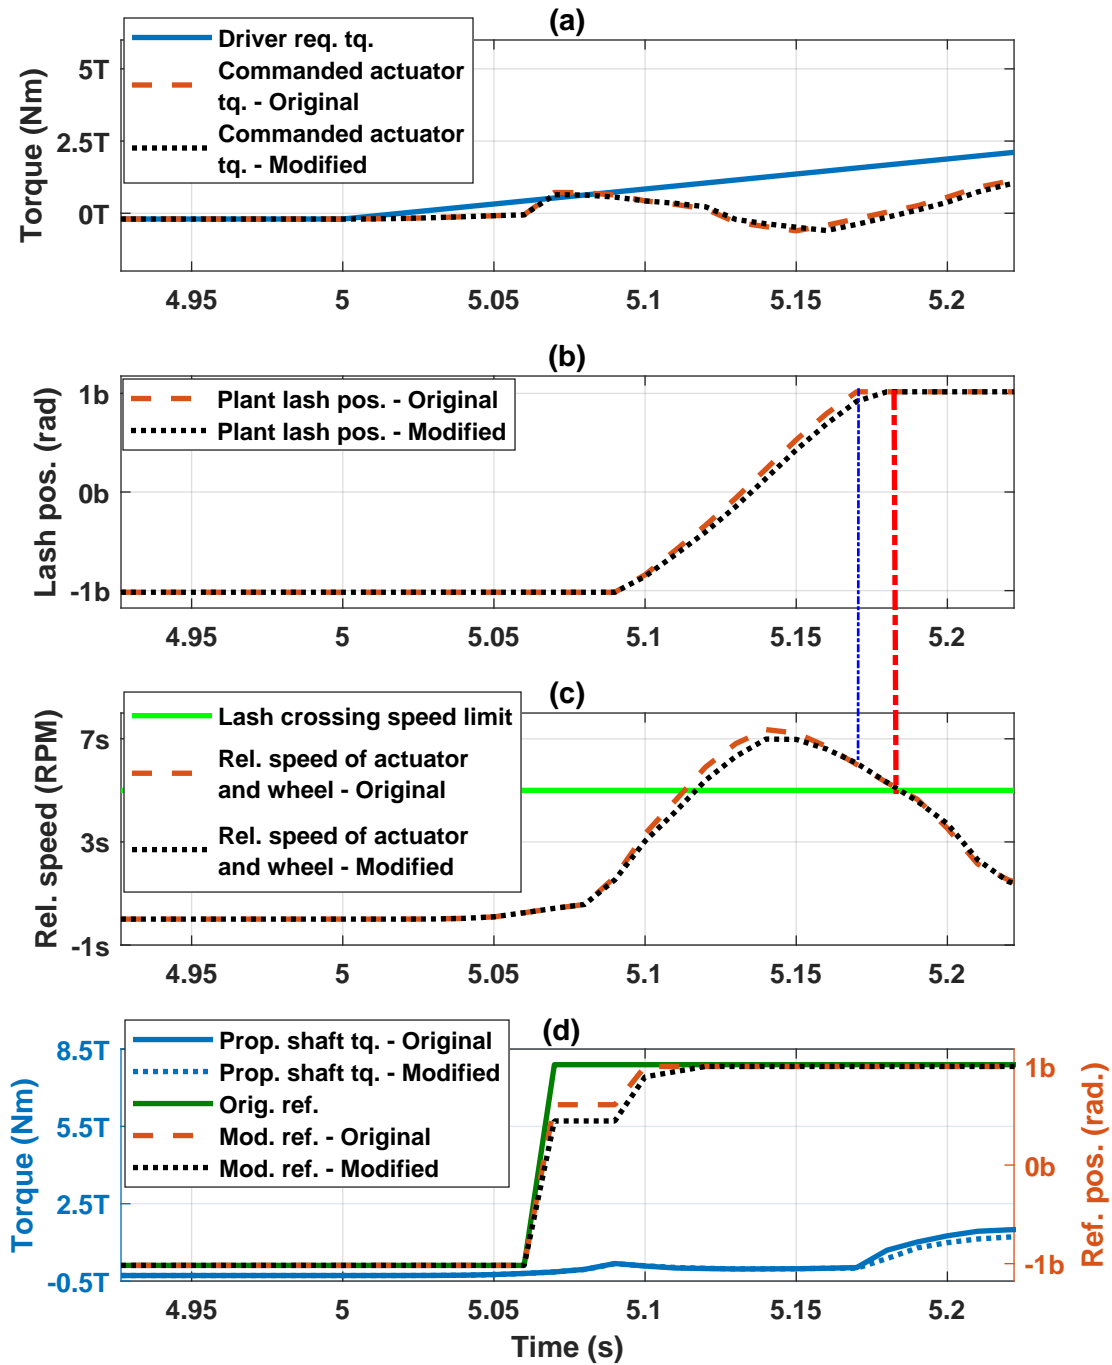 (a)
Driver req. tq.
Commanded actuator
tq. - Original
Commanded actuator
tq. - Modified
Torque (Nm)
5T
2.5T
0T
4.95 5 5.05 5.1 5.15 5.2
(b)
Plant lash pos. - Original
Plant lash pos. - Modified
Lash pos. (rad)
1b
0b
-1b
4.95 5 5.05 5.1 5.15 5.2
(c)
Lash crossing speed limit
Rel. speed of actuator
and wheel - Original
Rel. speed of actuator
and wheel - Modified
Rel. speed (RPM)
7s
3s
-1s
4.95 5 5.05 5.1 5.15 5.2
(d)
Prop. shaft tq. - Original
Prop. shaft tq. - Modified
Orig. ref.
Mod. ref. - Original
Mod. ref. - Modified
Torque (Nm)
8.5T
5.5T
2.5T
-0.5T
1b
0b
-1b
Ref. pos. (rad.)
4.95 5 5.05 5.1 5.15 5.2
Time (s)